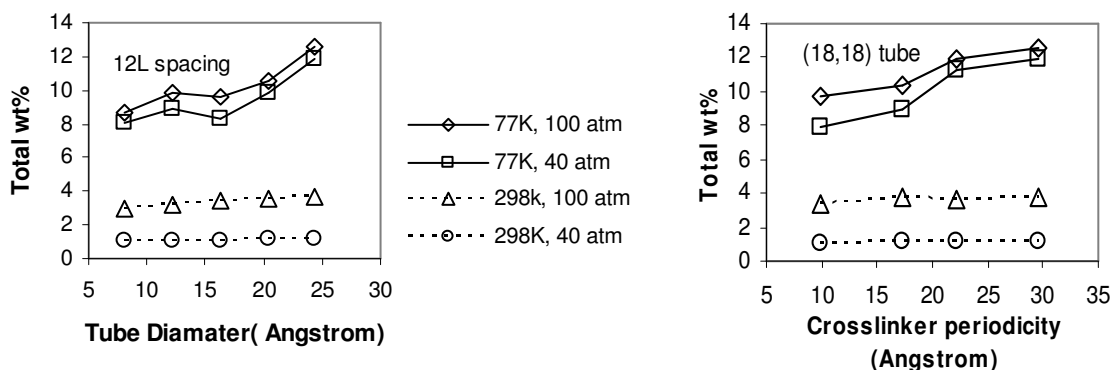 Total wt%
14
12
10
8
6
4
2
0
12L spacing
5 10 15 20 25 30
Tube Diamater( Angstrom)
77K, 100 atm
77K, 40 atm
298k, 100 atm
298K, 40 atm
Total wt%
14
12
10
8
6
4
2
0
(18,18) tube
5 10 15 20 25 30 35
Crosslinker periodicity
(Angstrom)